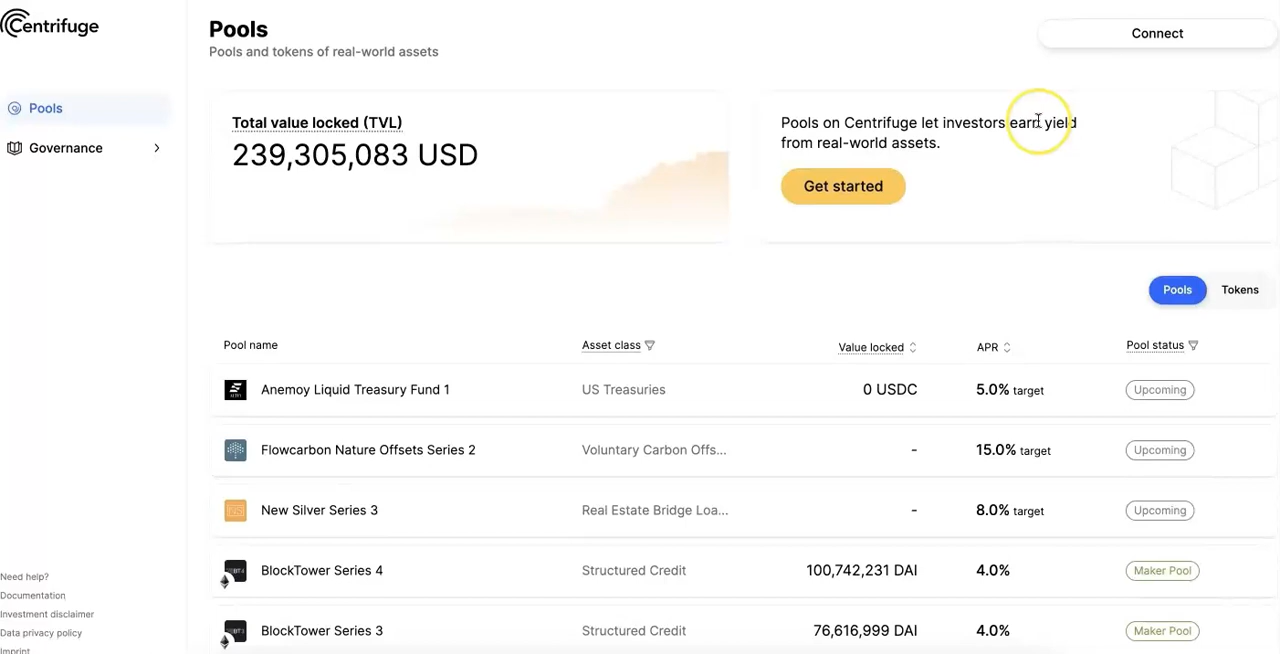 Centrifuge
Pools
Pools and tokens of real-world assets
Connect
Pools
Governance
Total value locked (TVL)
239,305,083 USD
Pools on Centrifuge let investors earn yield
from real-world assets.
Get started
Pools Tokens
Pool name Asset class Value locked APR Pool status
Anemoy Liquid Treasury Fund 1 US Treasuries 0 USDC 5.0% target Upcoming
Flowcarbon Nature Offsets Series 2 Voluntary Carbon Offs... - 15.0% target Upcoming
New Silver Series 3 Real Estate Bridge Loa... - 8.0% target Upcoming
BlockTower Series 4 Structured Credit 100,742,231 DAI 4.0% Maker Pool
BlockTower Series 3 Structured Credit 76,616,999 DAI 4.0% Maker Pool
Need help?
Documentation
Investment disclaimer
Data privacy policy
Imprint